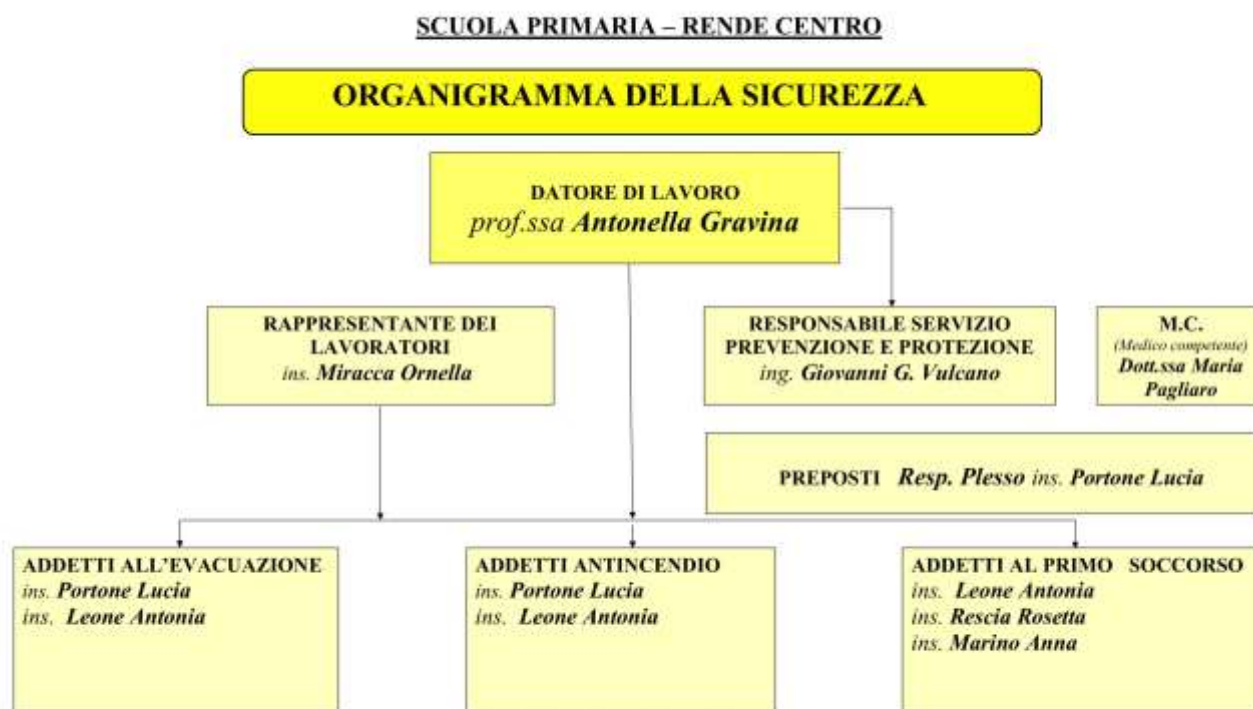 SCUOLA PRIMARIA – RENDE CENTRO
ORGANIGRAMMA DELLA SICUREZZA
DATORE DI LAVORO
prof.ssa Antonella Gravina
RAPPRESENTANTE DEI
LAVORATORI
ins. Miracca Ornella
RESPONSABILE SERVIZIO
PREVENZIONE E PROTEZIONE
ing. Giovanni G. Vulcano
M.C.
(Medico competente)
Dott.ssa Maria
Pagliaro
PREPOSTI Resp. Plesso ins. Portone Lucia
ADDETTI ALL’EVACUAZIONE
ins. Portone Lucia
ins. Leone Antonia
ADDETTI ANTINCENDIO
ins. Portone Lucia
ins. Leone Antonia
ADDETTI AL PRIMO SOCCORSO
ins. Leone Antonia
ins. Rescia Rosetta
ins. Marino Anna